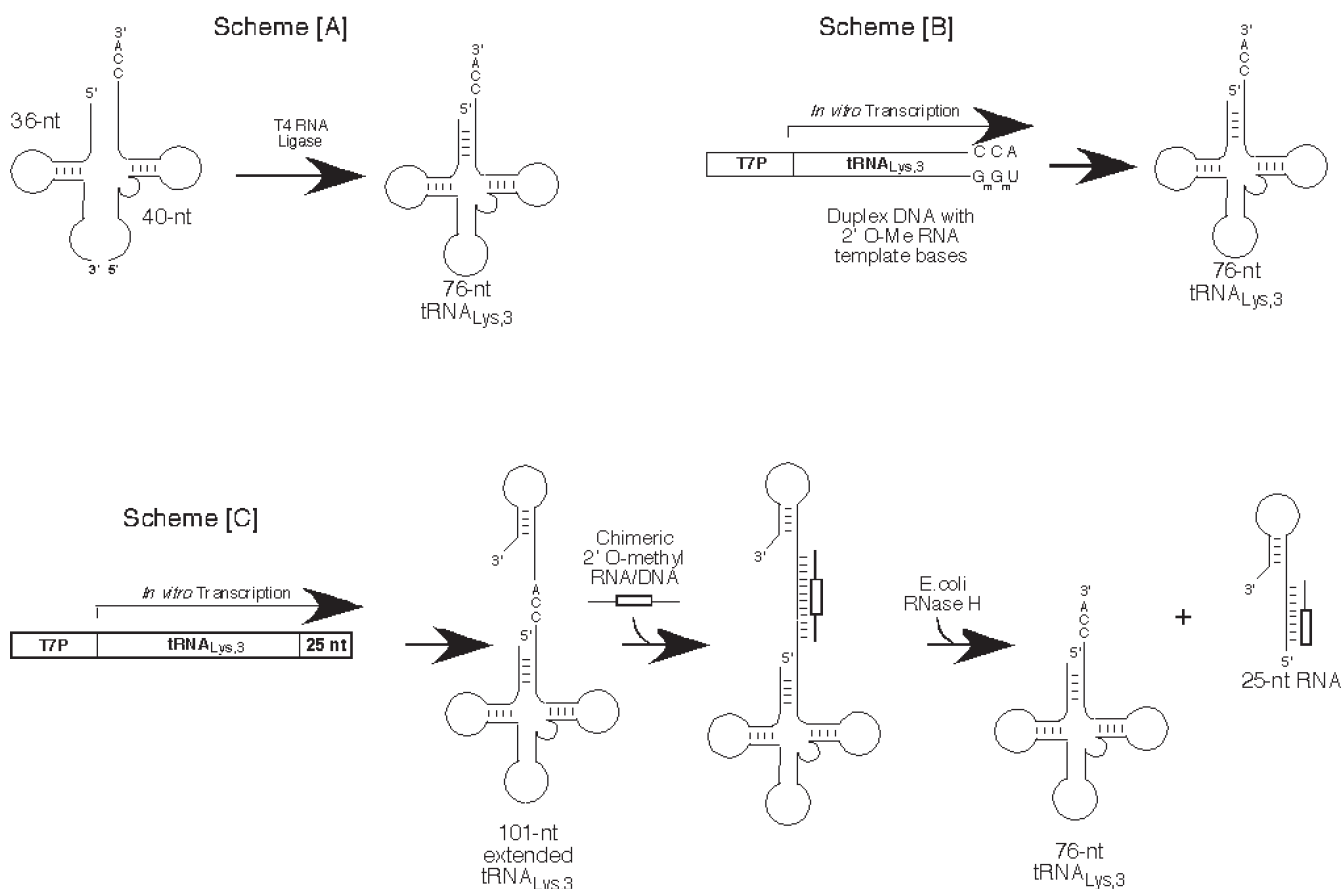 Scheme [A]
3'
A
C
C
5'
36-nt
40-nt
3' 5'
T4 RNA
Ligase
3'
A
C
C
5'
76-nt
tRNALys,3
Scheme [B]
In vitro Transcription
T7P
tRNALys,3
C C A
G G U
m m
Duplex DNA with
2' O-Me RNA
template bases
3'
A
C
C
5'
76-nt
tRNALys,3
Scheme [C]
In vitro Transcription
T7P
tRNALys,3
25 nt
3'
A
C
C
5'
101-nt
extended
tRNALys,3
Chimeric
2' O-methyl
RNA/DNA
3'
5'
E.coli
RNase H
3'
A
C
C
5'
76-nt
tRNALys,3
+
3'
5'
25-nt RNA